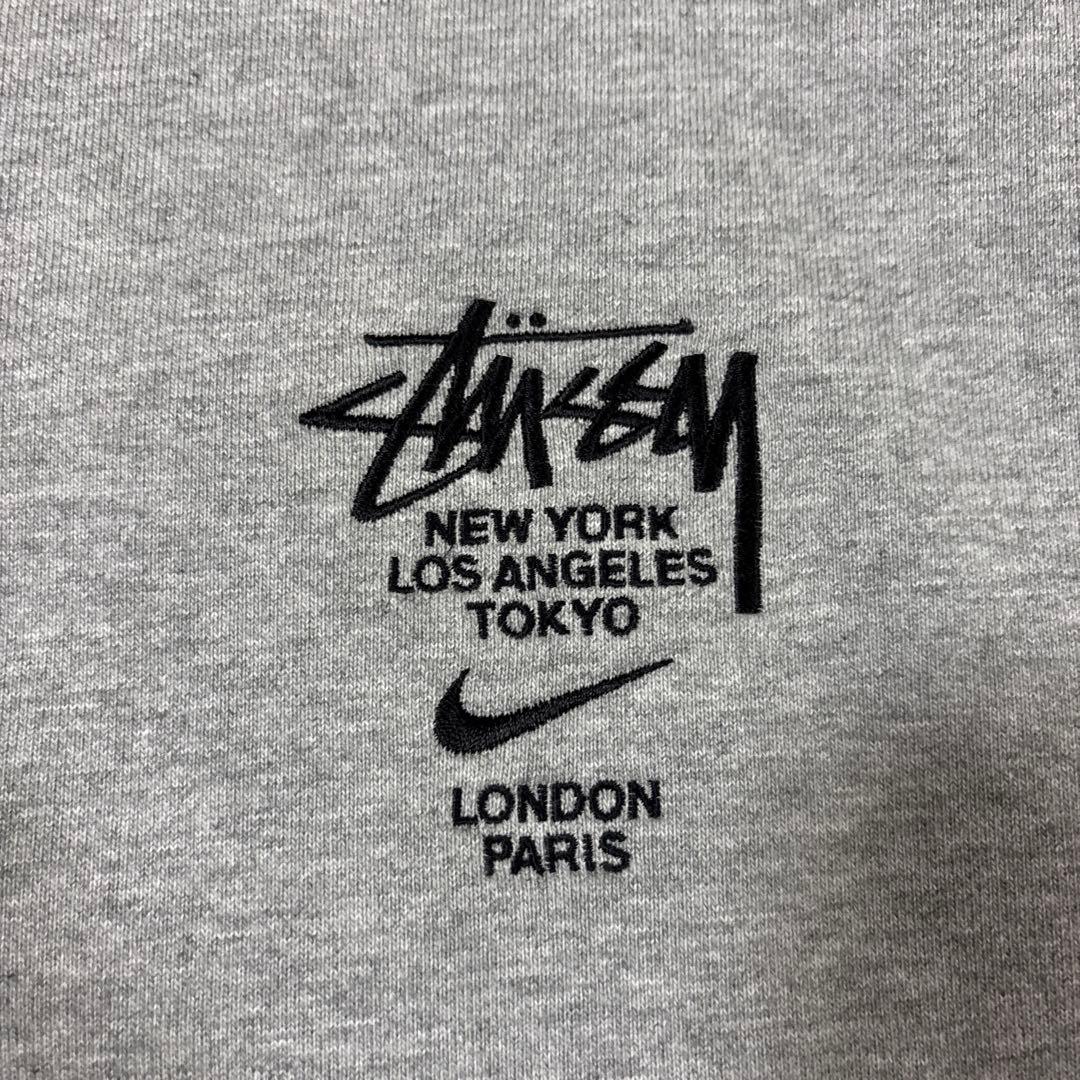 Stüssy
NEW YORK
LOS ANGELES
TOKYO
LONDON
PARIS